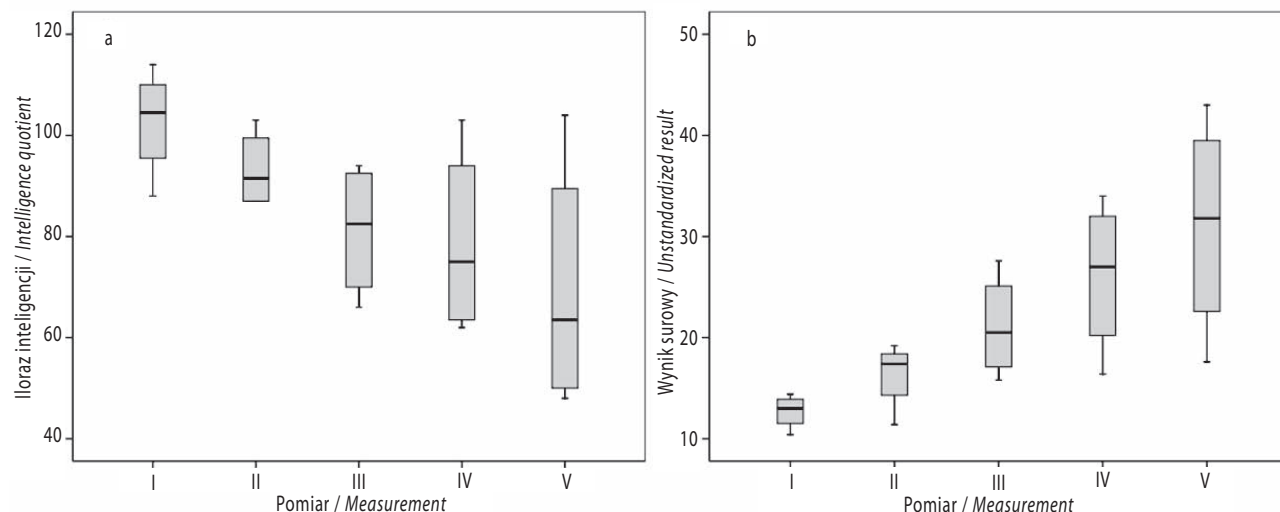 a
120
100
80
60
40
Iloraz inteligencji / Intelligence quotient
I II III IV V
Pomiar / Measurement
b
50
40
30
20
10
Wynik surowy / Unstandardized result
I II III IV V
Pomiar / Measurement